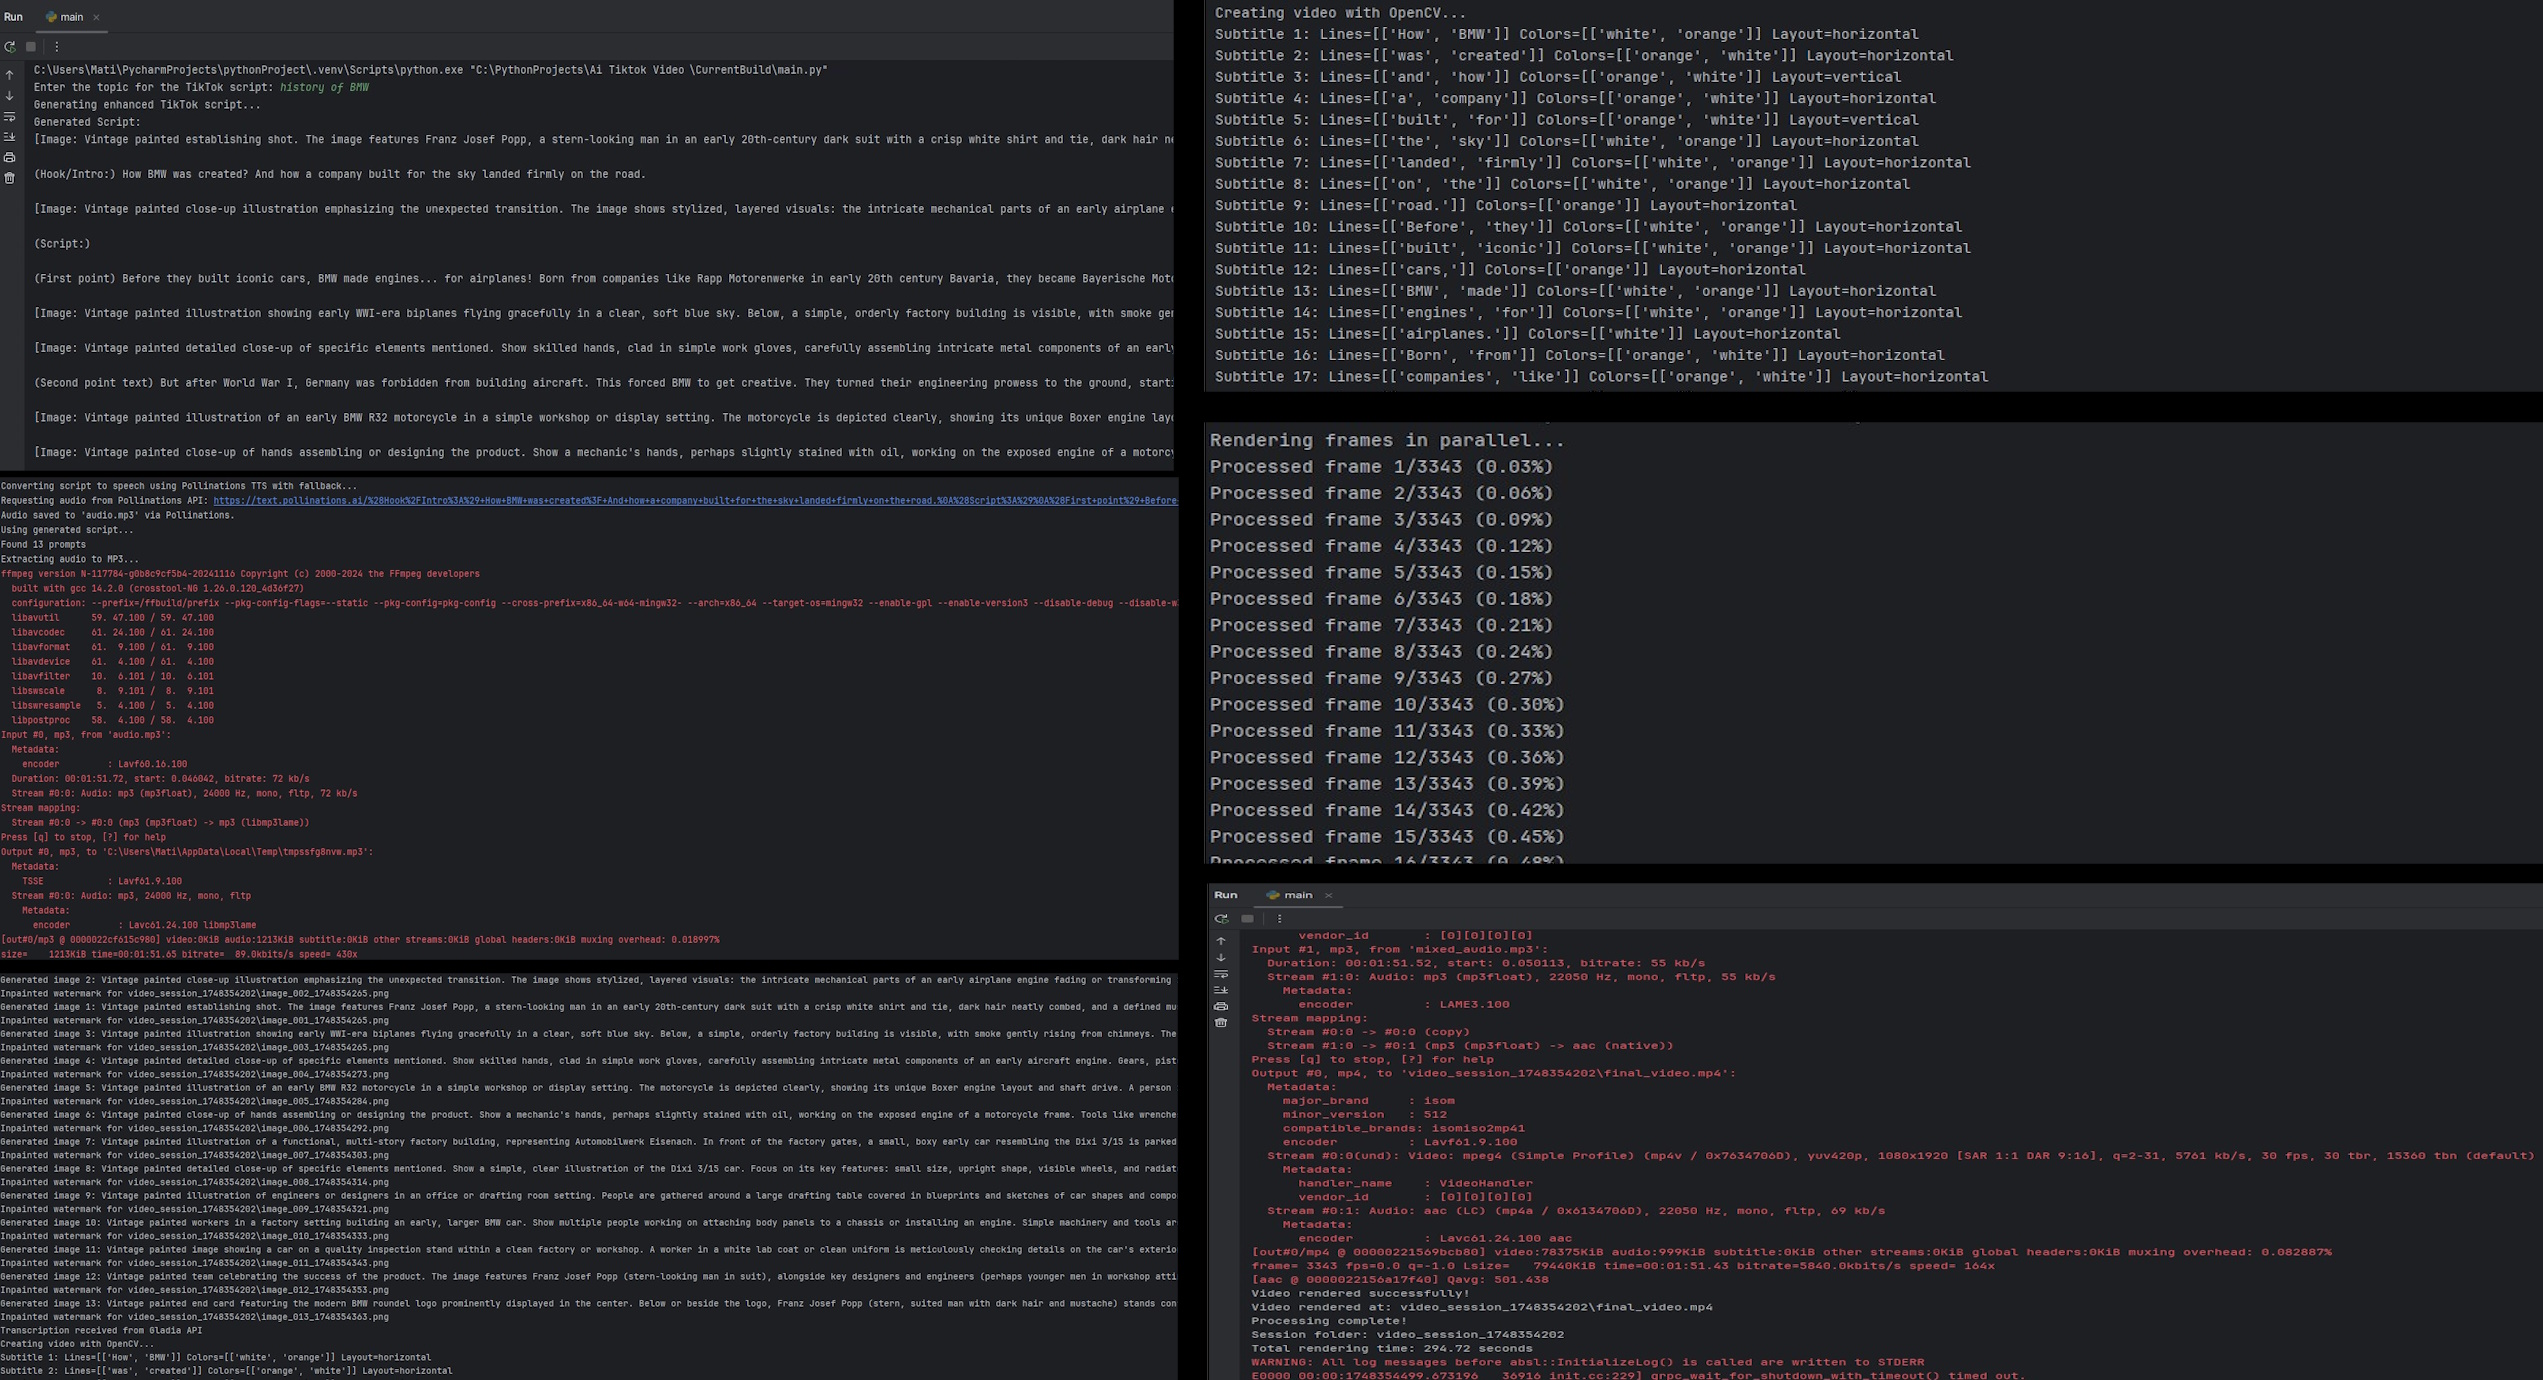 Run main ×
C:\Users\Mati\PycharmProjects\pythonProject\.venv\Scripts\python.exe "C:\PythonProjects\Ai Tiktok Video \CurrentBuild\main.py"
Enter the topic for the TikTok script: history of BMW
Generating enhanced TikTok script...
Generated Script:
[Image: Vintage painted establishing shot. The image features Franz Josef Popp, a stern-looking man in an early 20th-century dark suit with a crisp white shirt and tie, dark hair
(Hook/Intro:) How BMW was created? And how a company built for the sky landed firmly on the road.
[Image: Vintage painted close-up illustration emphasizing the unexpected transition. The image shows stylized, layered visuals: the intricate mechanical parts of an early airplane
(Script:)
(First point) Before they built iconic cars, BMW made engines... for airplanes! Born from companies like Rapp Motorenwerke in early 20th century Bavaria, they became Bayerische
[Image: Vintage painted illustration showing early WWI-era biplanes flying gracefully in a clear, soft blue sky. Below, a simple, orderly factory building is visible, with smoke
[Image: Vintage painted detailed close-up of specific elements mentioned. Show skilled hands, clad in simple work gloves, carefully assembling intricate metal components of an early
(Second point text) But after World War I, Germany was forbidden from building aircraft. This forced BMW to get creative. They turned their engineering prowess to the ground,
[Image: Vintage painted illustration of an early BMW R32 motorcycle in a simple workshop or display setting. The motorcycle is depicted clearly, showing its unique Boxer engine
[Image: Vintage painted close-up of hands assembling or designing the product. Show a mechanic's hands, perhaps slightly stained with oil, working on the exposed engine of a
Converting script to speech using Pollinations TTS with fallback...
Requesting audio from Pollinations API: https://text.pollinations.ai/%28Hook%2FIntro%3A%29+How+BMW+was+created%3F+And+how+a+company+built+for+the+sky+landed+firmly+on+the+road.%0A%28Script%3A%29%0A%28First+point%29+Before
Audio saved to 'audio.mp3' via Pollinations.
Using generated script...
Found 13 prompts
Extracting audio to MP3...
ffmpeg version N-117784-g0b8c9cf5b4-20241116 Copyright (c) 2000-2024 the FFmpeg developers
built with gcc 14.2.0 (crosstool-NG 1.26.0.120_4d36f27)
configuration: --prefix=/ffbuild/prefix --pkg-config-flags=--static --pkg-config=pkg-config --cross-prefix=x86_64-w64-mingw32- --arch=x86_64 --target-os=mingw32 --enable-gpl --enable-version3 --disable-debug
libavutil 59. 47.100 / 59. 47.100
libavcodec 61. 24.100 / 61. 24.100
libavformat 61. 9.100 / 61. 9.100
libavdevice 61. 4.100 / 61. 4.100
libavfilter 10. 6.101 / 10. 6.101
libswscale 8. 9.101 / 8. 9.101
libswresample 5. 4.100 / 5. 4.100
libpostproc 58. 4.100 / 58. 4.100
Input #0, mp3, from 'audio.mp3':
Metadata:
encoder : Lavf60.16.100
Duration: 00:01:51.72, start: 0.046042, bitrate: 72 kb/s
Stream #0:0: Audio: mp3 (mp3float), 24000 Hz, mono, fltp, 72 kb/s
Stream mapping:
Stream #0:0 -> #0:0 (mp3 (mp3float) -> mp3 (libmp3lame))
Press [q] to stop, [?] for help
Output #0, mp3, to 'C:\Users\Mati\AppData\Local\Temp\tmpssfg8nvw.mp3':
Metadata:
TSSE : Lavf61.9.100
Stream #0:0: Audio: mp3, 24000 Hz, mono, fltp
Metadata:
encoder : Lavc61.24.100 libmp3lame
[out#0/mp3 @ 0000022cf615c980] video:0KiB audio:1213KiB subtitle:0KiB other streams:0KiB global headers:0KiB muxing overhead: 0.018997%
size= 1213KiB time=00:01:51.65 bitrate= 89.0kbits/s speed= 430x
Generated image 2: Vintage painted close-up illustration emphasizing the unexpected transition. The image shows stylized, layered visuals: the intricate mechanical parts of an early airplane engine fading or transforming
Inpainted watermark for video_session_1748354202\image_002_1748354265.png
Generated image 1: Vintage painted establishing shot. The image features Franz Josef Popp, a stern-looking man in an early 20th-century dark suit with a crisp white shirt and tie, dark hair neatly combed, and a defined
Inpainted watermark for video_session_1748354202\image_001_1748354265.png
Generated image 3: Vintage painted illustration showing early WWI-era biplanes flying gracefully in a clear, soft blue sky. Below, a simple, orderly factory building is visible, with smoke gently rising from chimneys. The
Inpainted watermark for video_session_1748354202\image_003_1748354265.png
Generated image 4: Vintage painted detailed close-up of specific elements mentioned. Show skilled hands, clad in simple work gloves, carefully assembling intricate metal components of an early aircraft engine. Gears,
Inpainted watermark for video_session_1748354202\image_004_1748354273.png
Generated image 5: Vintage painted illustration of an early BMW R32 motorcycle in a simple workshop or display setting. The motorcycle is depicted clearly, showing its unique Boxer engine layout and shaft drive. A person
Inpainted watermark for video_session_1748354202\image_005_1748354284.png
Generated image 6: Vintage painted close-up of hands assembling or designing the product. Show a mechanic's hands, perhaps slightly stained with oil, working on the exposed engine of a motorcycle frame. Tools like
Inpainted watermark for video_session_1748354202\image_006_1748354292.png
Generated image 7: Vintage painted illustration of a functional, multi-story factory building, representing Automobilwerk Eisenach. In front of the factory gates, a small, boxy early car resembling the Dixi 3/15 is parked
Inpainted watermark for video_session_1748354202\image_007_1748354303.png
Generated image 8: Vintage painted detailed close-up of specific elements mentioned. Show a simple, clear illustration of the Dixi 3/15 car. Focus on its key features: small size, upright shape, visible wheels, and
Inpainted watermark for video_session_1748354202\image_008_1748354314.png
Generated image 9: Vintage painted illustration of engineers or designers in an office or drafting room setting. People are gathered around a large drafting table covered in blueprints and sketches of car shapes and
Inpainted watermark for video_session_1748354202\image_009_1748354321.png
Generated image 10: Vintage painted workers in a factory setting building an early, larger BMW car. Show multiple people working on attaching body panels to a chassis or installing an engine. Simple machinery and tools
Inpainted watermark for video_session_1748354202\image_010_1748354333.png
Generated image 11: Vintage painted image showing a car on a quality inspection stand within a clean factory or workshop. A worker in a white lab coat or clean uniform is meticulously checking details on the car's
Inpainted watermark for video_session_1748354202\image_011_1748354343.png
Generated image 12: Vintage painted team celebrating the success of the product. The image features Franz Josef Popp (stern-looking man in suit), alongside key designers and engineers (perhaps younger men in workshop
Inpainted watermark for video_session_1748354202\image_012_1748354353.png
Generated image 13: Vintage painted end card featuring the modern BMW roundel logo prominently displayed in the center. Below or beside the logo, Franz Josef Popp (stern, suited man with dark hair and mustache) stands
Inpainted watermark for video_session_1748354202\image_013_1748354363.png
Transcription received from Gladia API
Creating video with OpenCV...
Subtitle 1: Lines=[['How', 'BMW']] Colors=[['white', 'orange']] Layout=horizontal
Subtitle 2: Lines=[['was', 'created']] Colors=[['orange', 'white']] Layout=horizontal
Creating video with OpenCV...
Subtitle 1: Lines=[['How', 'BMW']] Colors=[['white', 'orange']] Layout=horizontal
Subtitle 2: Lines=[['was', 'created']] Colors=[['orange', 'white']] Layout=horizontal
Subtitle 3: Lines=[['and', 'how']] Colors=[['orange', 'white']] Layout=vertical
Subtitle 4: Lines=[['a', 'company']] Colors=[['orange', 'white']] Layout=horizontal
Subtitle 5: Lines=[['built', 'for']] Colors=[['orange', 'white']] Layout=vertical
Subtitle 6: Lines=[['the', 'sky']] Colors=[['orange', 'white']] Layout=horizontal
Subtitle 7: Lines=[['landed', 'firmly']] Colors=[['white', 'orange']] Layout=horizontal
Subtitle 8: Lines=[['on', 'the']] Colors=[['white', 'orange']] Layout=horizontal
Subtitle 9: Lines=[['road.']] Colors=[['orange']] Layout=horizontal
Subtitle 10: Lines=[['Before', 'they']] Colors=[['white', 'orange']] Layout=horizontal
Subtitle 11: Lines=[['built', 'iconic']] Colors=[['white', 'orange']] Layout=horizontal
Subtitle 12: Lines=[['cars,']] Colors=[['orange']] Layout=horizontal
Subtitle 13: Lines=[['BMW', 'made']] Colors=[['white', 'orange']] Layout=horizontal
Subtitle 14: Lines=[['engines', 'for']] Colors=[['white', 'orange']] Layout=horizontal
Subtitle 15: Lines=[['airplanes.']] Colors=[['white']] Layout=horizontal
Subtitle 16: Lines=[['Born', 'from']] Colors=[['orange', 'white']] Layout=horizontal
Subtitle 17: Lines=[['companies', 'like']] Colors=[['orange', 'white']] Layout=horizontal
Rendering frames in parallel...
Processed frame 1/3343 (0.03%)
Processed frame 2/3343 (0.06%)
Processed frame 3/3343 (0.09%)
Processed frame 4/3343 (0.12%)
Processed frame 5/3343 (0.15%)
Processed frame 6/3343 (0.18%)
Processed frame 7/3343 (0.21%)
Processed frame 8/3343 (0.24%)
Processed frame 9/3343 (0.27%)
Processed frame 10/3343 (0.30%)
Processed frame 11/3343 (0.33%)
Processed frame 12/3343 (0.36%)
Processed frame 13/3343 (0.39%)
Processed frame 14/3343 (0.42%)
Processed frame 15/3343 (0.45%)
Processed frame 16/3343 (0.48%)
Run main ×
vendor_id : [0][0][0][0]
Input #1, mp3, from 'mixed_audio.mp3':
Duration: 00:01:51.52, start: 0.050113, bitrate: 55 kb/s
Stream #1:0: Audio: mp3 (mp3float), 22050 Hz, mono, fltp, 55 kb/s
Metadata:
encoder : LAME3.100
Stream mapping:
Stream #0:0 -> #0:0 (copy)
Stream #1:0 -> #0:1 (mp3 (mp3float) -> aac (native))
Press [q] to stop, [?] for help
Output #0, mp4, to 'video_session_1748354202\final_video.mp4':
Metadata:
major_brand : isom
minor_version : 512
compatible_brands: isomiso2mp41
encoder : Lavf61.9.100
Stream #0:0(und): Video: mpeg4 (Simple Profile) (mp4v / 0x7634706D), yuv420p, 1080x1920 [SAR 1:1 DAR 9:16], q=2-31, 5761 kb/s, 30 fps, 30 tbr, 15360 tbn (default)
Metadata:
handler_name : VideoHandler
vendor_id : [0][0][0][0]
Stream #0:1: Audio: aac (LC) (mp4a / 0x6134706D), 22050 Hz, mono, fltp, 69 kb/s
Metadata:
encoder : Lavc61.24.100 aac
[out#0/mp4 @ 00000221569bcb80] video:78375KiB audio:999KiB subtitle:0KiB other streams:0KiB global headers:0KiB muxing overhead: 0.082887%
frame= 3343 fps=0.0 q=-1.0 Lsize= 79440KiB time=00:01:51.43 bitrate=5840.0kbits/s speed= 164x
[aac @ 0000022156a17f40] Qavg: 501.438
Video rendered successfully!
Video rendered at: video_session_1748354202\final_video.mp4
Processing complete!
Session folder: video_session_1748354202
Total rendering time: 294.72 seconds
WARNING: All log messages before absl::InitializeLog() is called are written to STDERR
E0000 00:00:1748354499.673196 36916 init.cc:229] grpc_wait_for_shutdown_with_timeout() timed out.